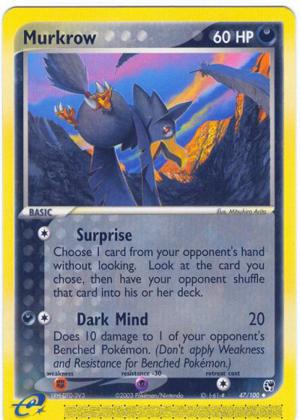 Murkrow
60 HP
BASIC
Illus. Mitsuhiro Arita
Surprise
Choose 1 card from your opponent's hand
without looking. Look at the card you
chose, then have your opponent shuffle
that card into his or her deck.
Dark Mind 20
Does 10 damage to 1 of your opponent's
Benched Pokémon. (Don't apply Weakness
and Resistance for Benched Pokémon.)
weakness resistance -30 retreat cost
©2003 Pokémon/Nintendo
47/100
e